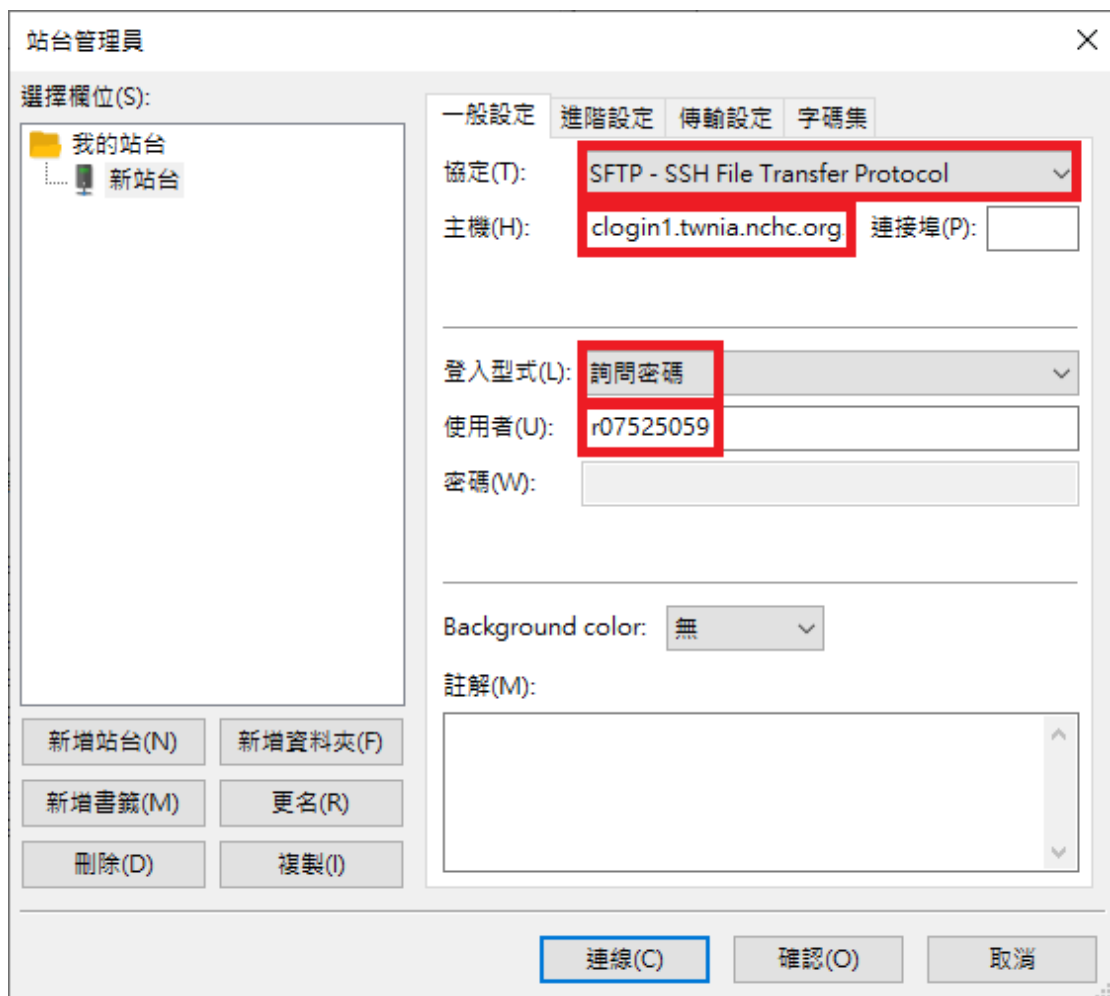 站台管理員
選擇欄位(S):
我的站台
新站台
新增站台(N) 新增資料夾(F)
新增書籤(M) 更名(R)
刪除(D) 複製(I)
一般設定 進階設定 傳輸設定 字碼集
協定(T): SFTP - SSH File Transfer Protocol
主機(H): clogin1.twnia.nchc.org 連接埠(P):
登入型式(L): 詢問密碼
使用者(U): r07525059
密碼(W):
Background color: 無
註解(M):
連線(C) 確認(O) 取消